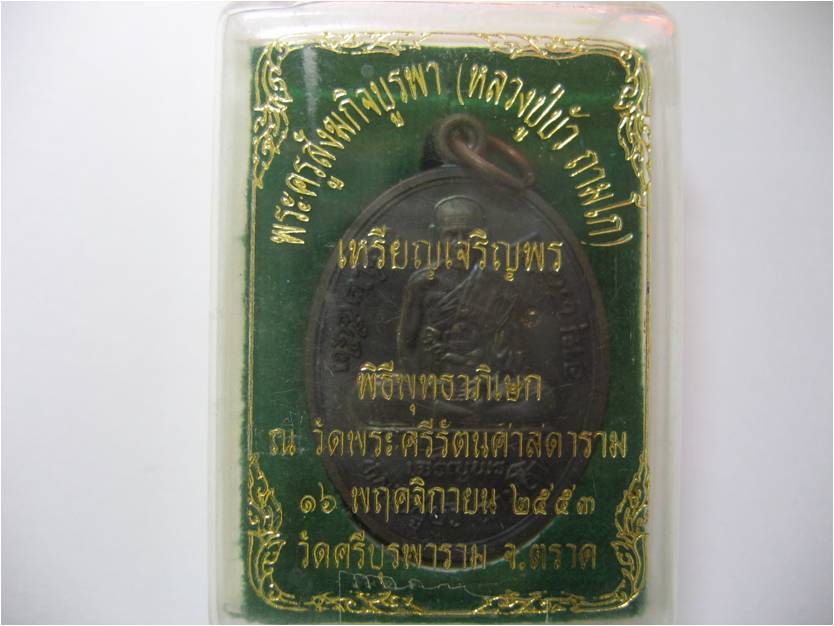 พระครูสังฆกิจบูรพา (หลวงปู่บัว ถามโก)
เหรียญเจริญพร
พิธีพุทธาภิเษก
ณ วัดพระศรีรัตนศาสดาราม
๑๖ พฤศจิกายน ๒๕๕๓
วัดศรีบุรพาราม จ.ตราด